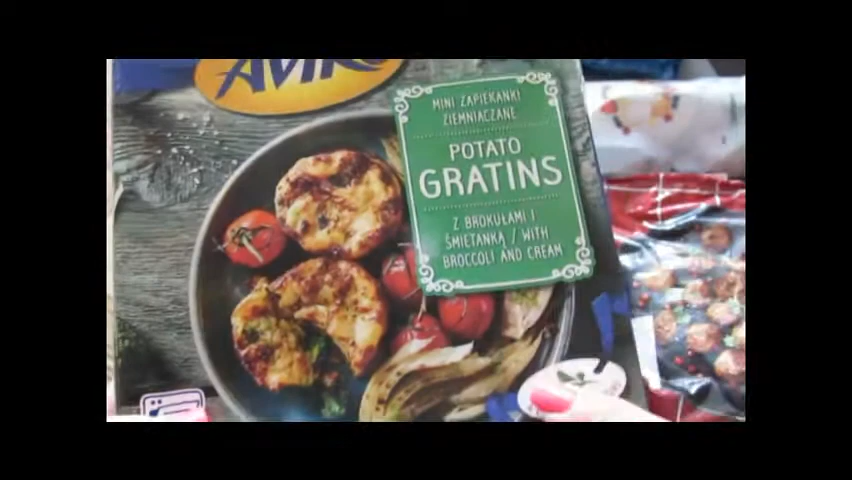 MINI ZAPIEKANKI
ZIEMNIACZANE
POTATO
GRATINS
Z BROKUŁAMI I
ŚMIETANKĄ / WITH
BROCCOLI AND CREAM